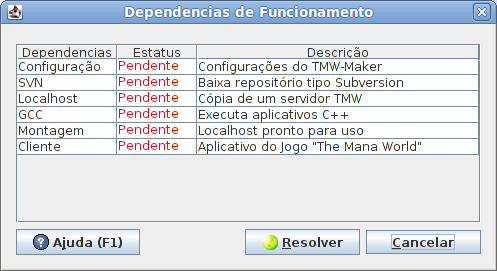 Dependencias de Funcionamento
Dependencias Estatus Descrição
Configuração Pendente Configurações do TMW-Maker
SVN Pendente Baixa repositório tipo Subversion
Localhost Pendente Cópia de um servidor TMW
GCC Pendente Executa aplicativos C++
Montagem Pendente Localhost pronto para uso
Cliente Pendente Aplicativo do Jogo "The Mana World"
Ajuda (F1) Resolver Cancelar